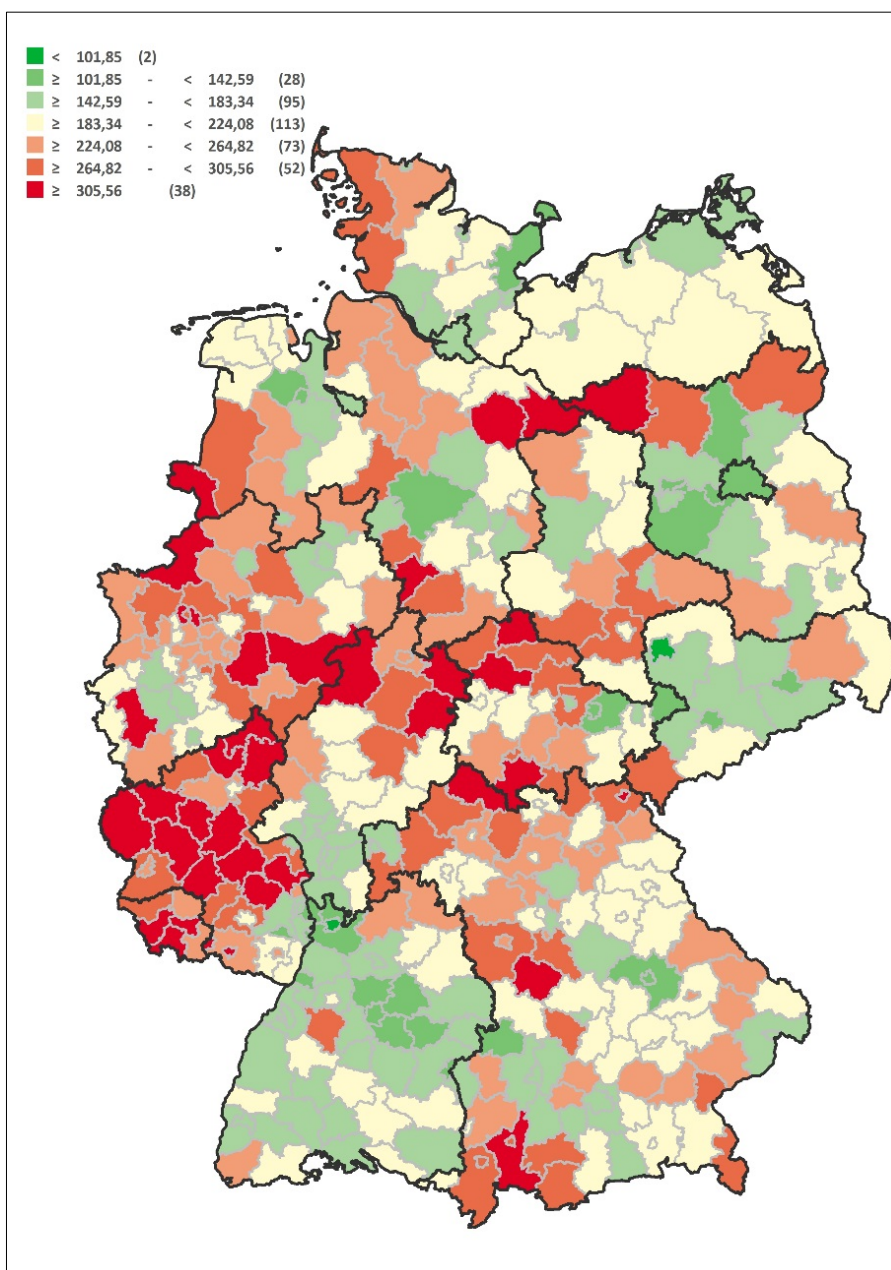 < 101,85 (2)
≥ 101,85 - < 142,59 (28)
≥ 142,59 - < 183,34 (95)
≥ 183,34 - < 224,08 (113)
≥ 224,08 - < 264,82 (73)
≥ 264,82 - < 305,56 (52)
≥ 305,56 (38)